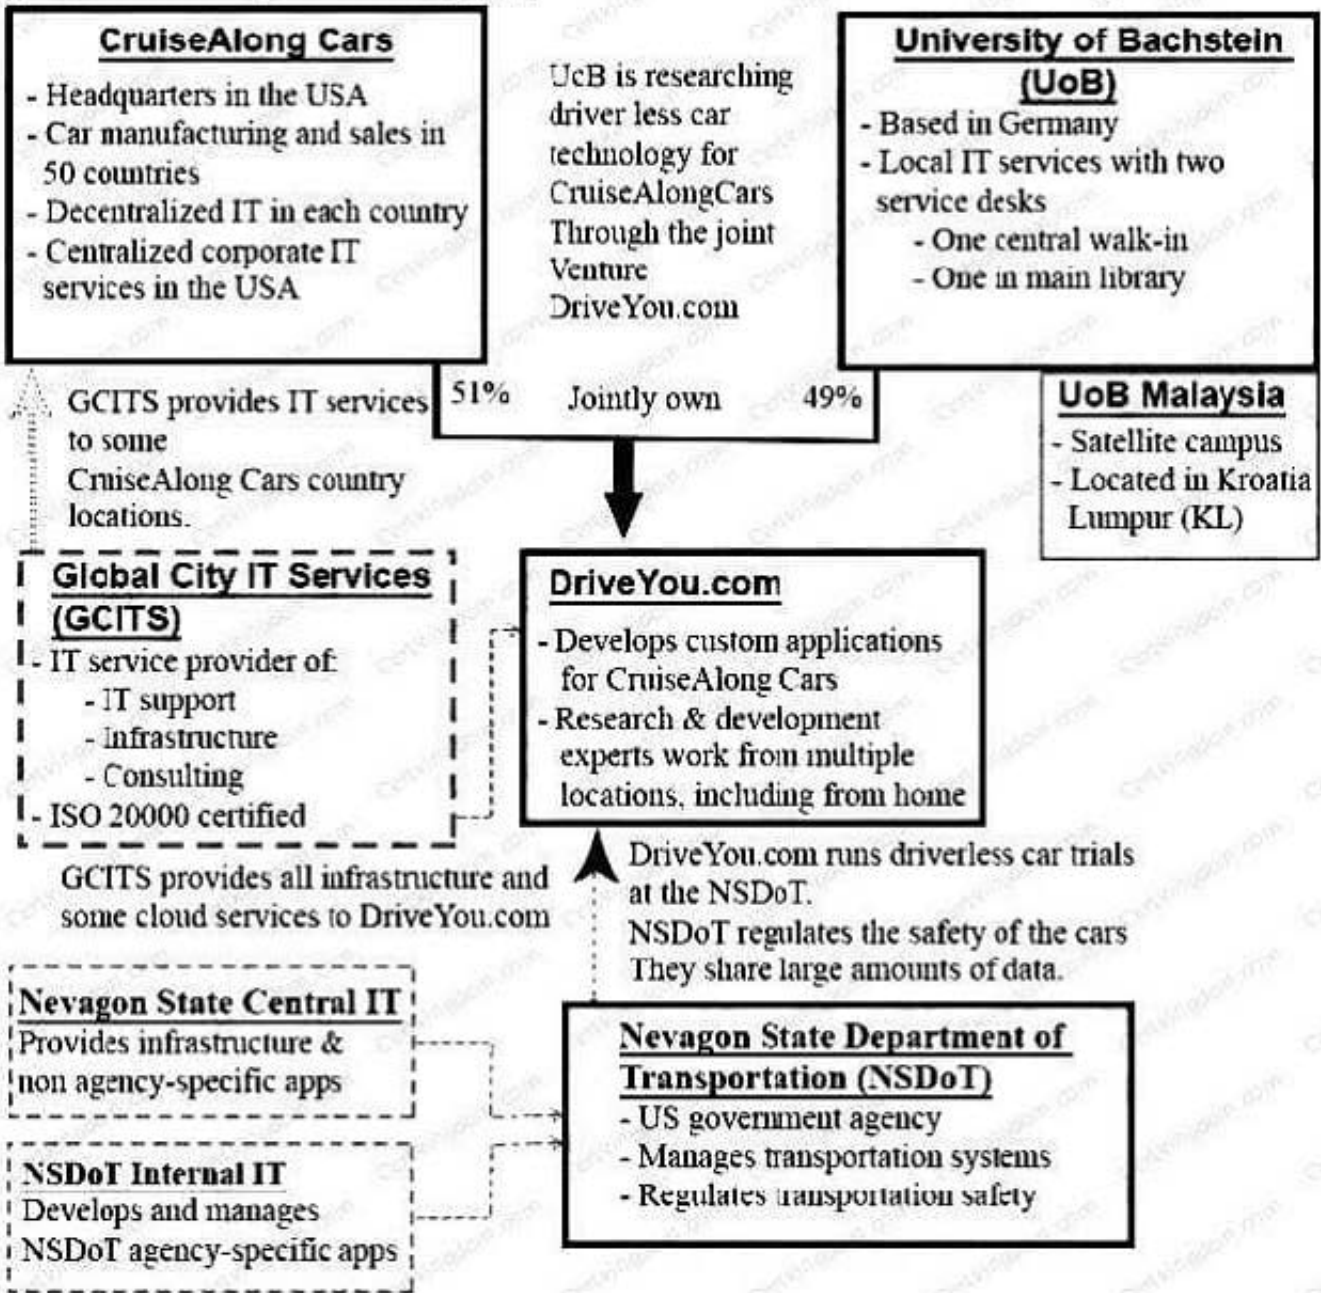 CruiseAlong Cars
- Headquarters in the USA
- Car manufacturing and sales in
50 countries
- Decentralized IT in each country
- Centralized corporate IT
services in the USA
UcB is researching
driver less car
technology for
CruiseAlongCars
Through the joint
Venture
DriveYou.com
University of Bachstein
(UoB)
- Based in Germany
- Local IT services with two
service desks
- One central walk-in
- One in main library
51% Jointly own 49%
UoB Malaysia
- Satellite campus
- Located in Kroatia
Lumpur (KL)
GCITS provides IT services
to some
CruiseAlong Cars country
locations.
Global City IT Services
(GCITS)
- IT service provider of:
- IT support
- Infrastructure
- Consulting
- ISO 20000 certified
DriveYou.com
- Develops custom applications
for CruiseAlong Cars
- Research & development
experts work from multiple
locations, including from home
GCITS provides all infrastructure and
some cloud services to DriveYou.com
DriveYou.com runs driverless car trials
at the NSDoT.
NSDoT regulates the safety of the cars
They share large amounts of data.
Nevagon State Central IT
Provides infrastructure &
non agency-specific apps
NSDoT Internal IT
Develops and manages
NSDoT agency-specific apps
Nevagon State Department of
Transportation (NSDoT)
- US government agency
- Manages transportation systems
- Regulates transportation safety